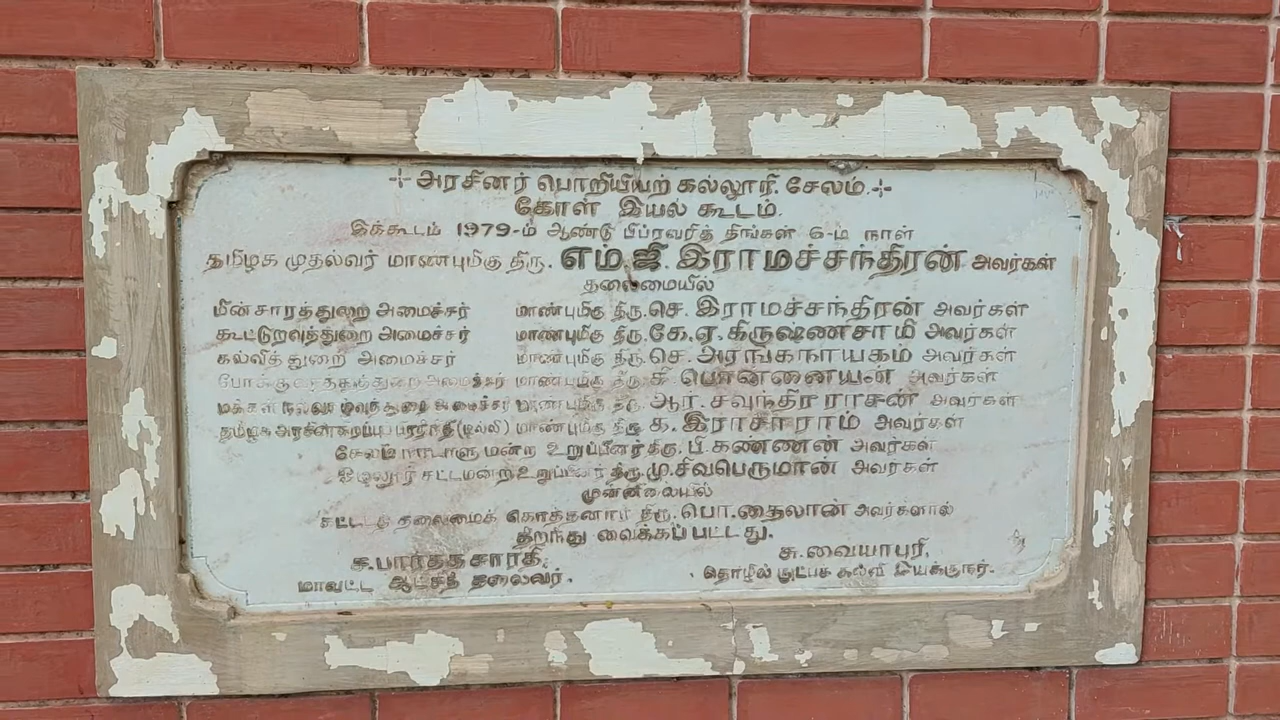 அரசினர் பொறியியற் கல்லூரி, சேலம்.
கோள் இயல் கூடம்.
இக்கூடம் 1979-ம் ஆண்டு பிப்ரவரித் திங்கள் 6-ம் நாள்
தமிழக முதல்வர் மாண்புமிகு திரு. எம்.ஜி.இராமச்சந்திரன் அவர்கள்
தலைமையில்
மின்சாரத்துறை அமைச்சர் மாண்புமிகு திரு.செ. இராமச்சந்திரன் அவர்கள்
கூட்டுறவுத்துறை அமைச்சர் மாண்புமிகு திரு.கே.ஏ.கிருஷ்ணசாமி அவர்கள்
கல்வித்துறை அமைச்சர் மாண்புமிகு திரு.செ. அரங்கநாயகம் அவர்கள்
போக்குவரத்துத்துறை அமைச்சர் மாண்புமிகு திரு. பொன்னையன் அவர்கள்
மக்கள் நல்வாழ்வுத்துறை அமைச்சர் மாண்புமிகு திரு. ஆர். சவுந்திரராசன் அவர்கள்
தமிழக அரசின் சிறப்புப் பிரதிநிதி(டில்லி) மாண்புமிகு திரு. க. இராசாராம் அவர்கள்
சேலம் நாடாளுமன்ற உறுப்பினர் திரு. பி.கண்ணன் அவர்கள்
ஓமலூர் சட்டமன்ற உறுப்பினர் திரு.மு.சிவபெருமான் அவர்கள்
முன்னிலையில்
கட்டடத் தலைமைக் கொத்தனார் திரு.பொ.தைலான் அவர்களால்
திறந்து வைக்கப்பட்டது.
பார்த்தசாரதி,
மாவட்ட ஆட்சித் தலைவர்.
சு.வையாபுரி,
தொழில் நுட்பக் கல்வி இயக்குநர்.